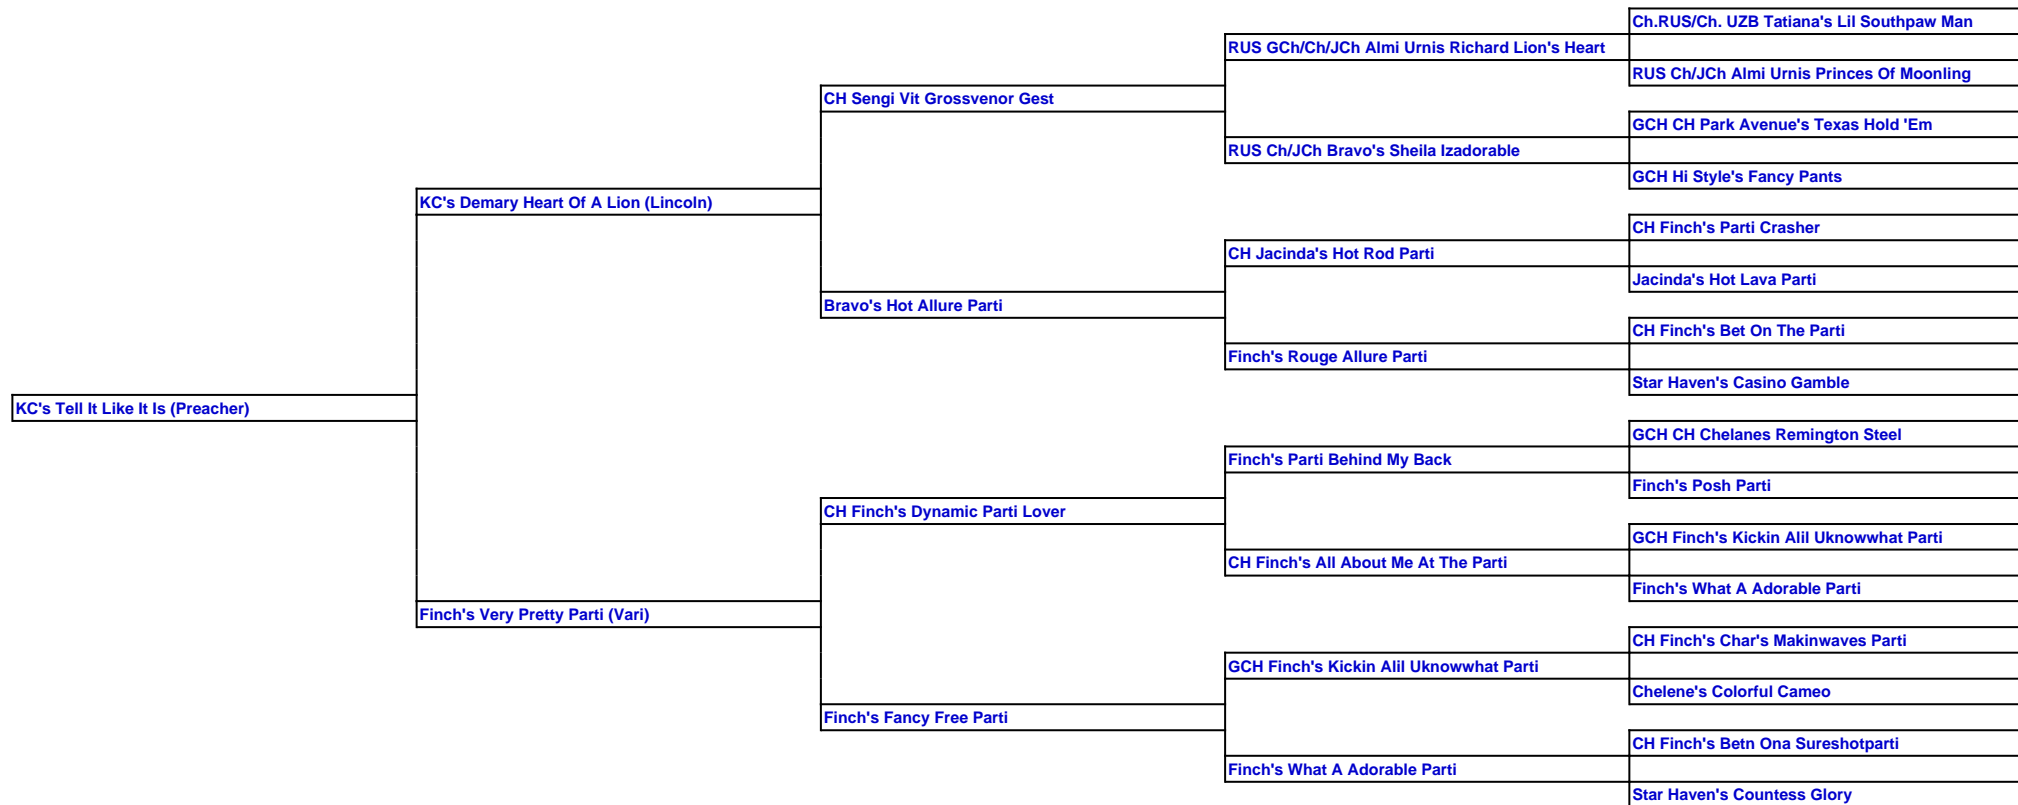 Ch.RUS/Ch. UZB Tatiana's Lil Southpaw Man
RUS GCh/Ch/JCh Almi Urnis Richard Lion's Heart
RUS Ch/JCh Almi Urnis Princes Of Moonling
CH Sengi Vit Grossvenor Gest
GCH CH Park Avenue's Texas Hold 'Em
RUS Ch/JCh Bravo's Sheila Izadorable
GCH Hi Style's Fancy Pants
KC's Demary Heart Of A Lion (Lincoln)
CH Finch's Parti Crasher
CH Jacinda's Hot Rod Parti
Jacinda's Hot Lava Parti
Bravo's Hot Allure Parti
CH Finch's Bet On The Parti
Finch's Rouge Allure Parti
Star Haven's Casino Gamble
KC's Tell It Like It Is (Preacher)
GCH CH Chelanes Remington Steel
Finch's Parti Behind My Back
Finch's Posh Parti
CH Finch's Dynamic Parti Lover
GCH Finch's Kickin Alil Uknowwhat Parti
CH Finch's All About Me At The Parti
Finch's What A Adorable Parti
Finch's Very Pretty Parti (Vari)
CH Finch's Char's Makinwaves Parti
GCH Finch's Kickin Alil Uknowwhat Parti
Chelene's Colorful Cameo
Finch's Fancy Free Parti
CH Finch's Betn Ona Sureshotparti
Finch's What A Adorable Parti
Star Haven's Countess Glory